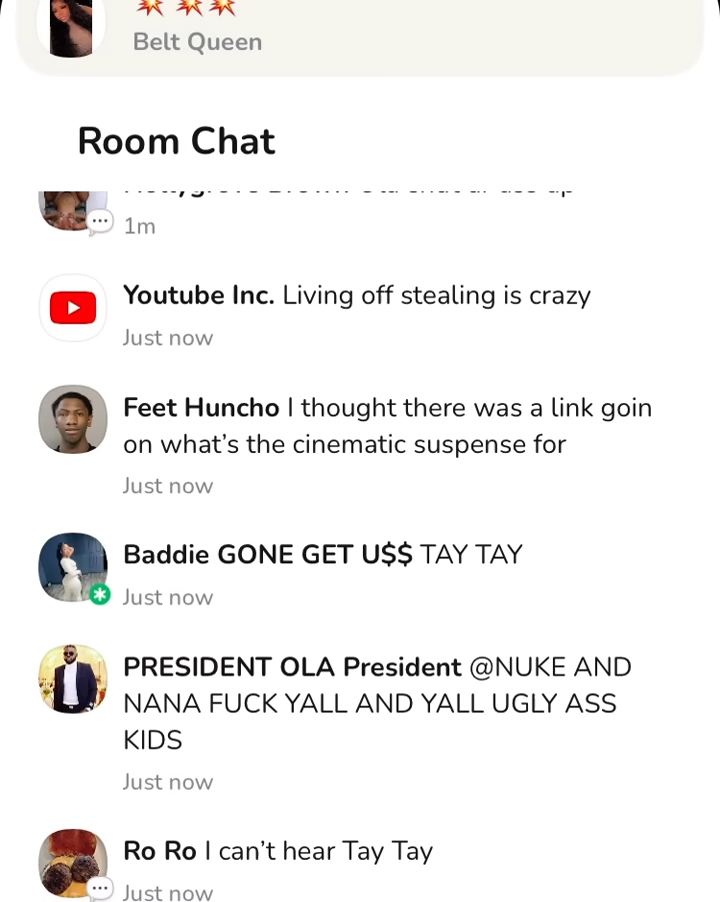 Belt Queen
Room Chat
1m
Youtube Inc. Living off stealing is crazy
Just now
Feet Huncho I thought there was a link goin
on what’s the cinematic suspense for
Just now
Baddie GONE GET U$$ TAY TAY
Just now
PRESIDENT OLA President @NUKE AND
NANA FUCK YALL AND YALL UGLY ASS
KIDS
Just now
Ro Ro I can’t hear Tay Tay
Just now